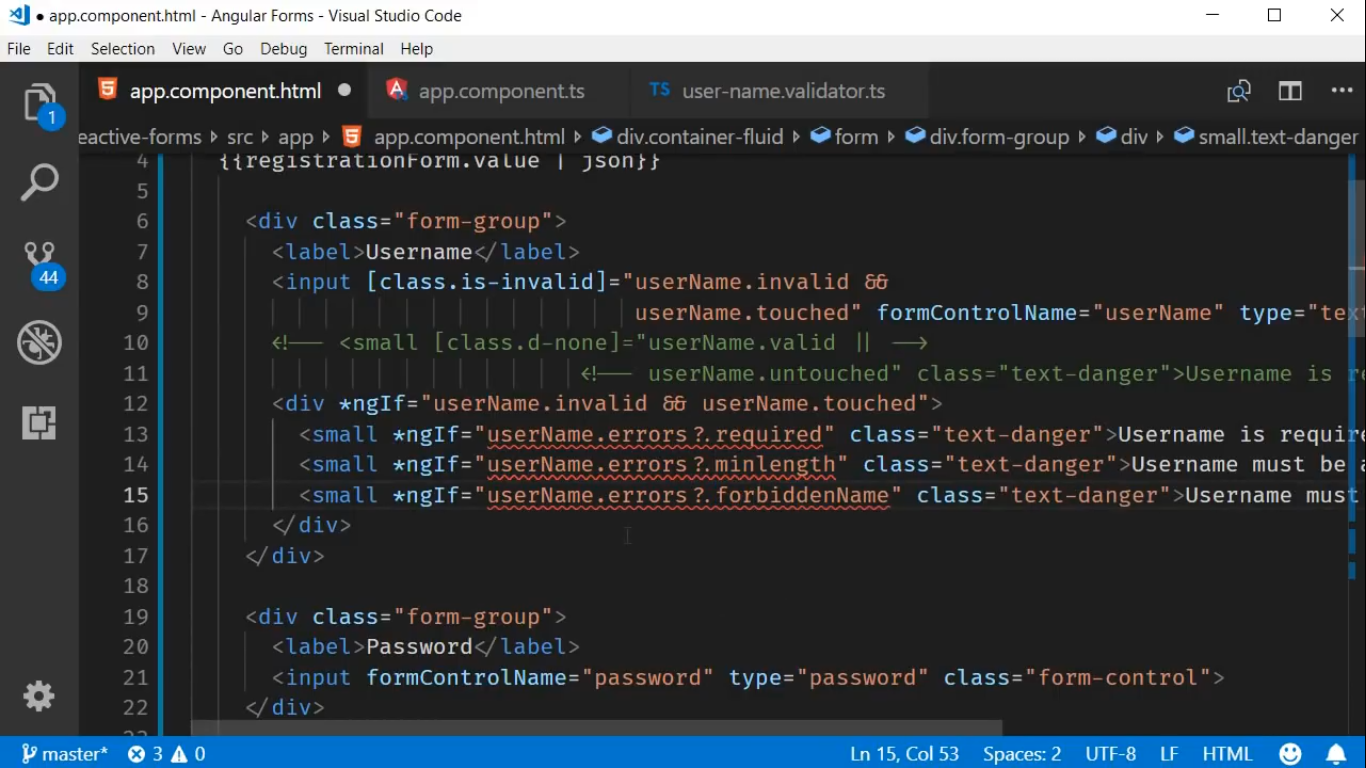 app.component.html - Angular Forms - Visual Studio Code
File Edit Selection View Go Debug Terminal Help
app.component.html app.component.ts TS user-name.validator.ts
1
eactive-forms src app app.component.html div.container-fluid form div.form-group div small.text-danger
4 {{registrationForm.value | json}}
5
6 <div class="form-group">
7 <label>Username</label>
8 <input [class.is-invalid]="userName.invalid &&
9 userName.touched" formControlName="userName" type="tex
10 <!-- <small [class.d-none]="userName.valid || -->
11 <!-- userName.untouched" class="text-danger">Username is re
12 <div *ngIf="userName.invalid && userName.touched">
13 <small *ngIf="userName.errors?.required" class="text-danger">Username is require
14 <small *ngIf="userName.errors?.minlength" class="text-danger">Username must be a
15 <small *ngIf="userName.errors?.forbiddenName" class="text-danger">Username must
16 </div>
17 </div>
18
19 <div class="form-group">
20 <label>Password</label>
21 <input formControlName="password" type="password" class="form-control">
22 </div>
44
master* 3 0 Ln 15, Col 53 Spaces: 2 UTF-8 LF HTML